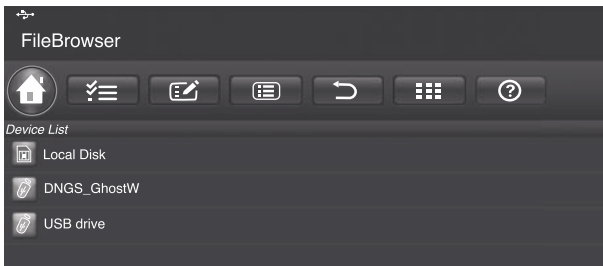 FileBrowser
Device List
Local Disk
DNGS_GhostW
USB drive